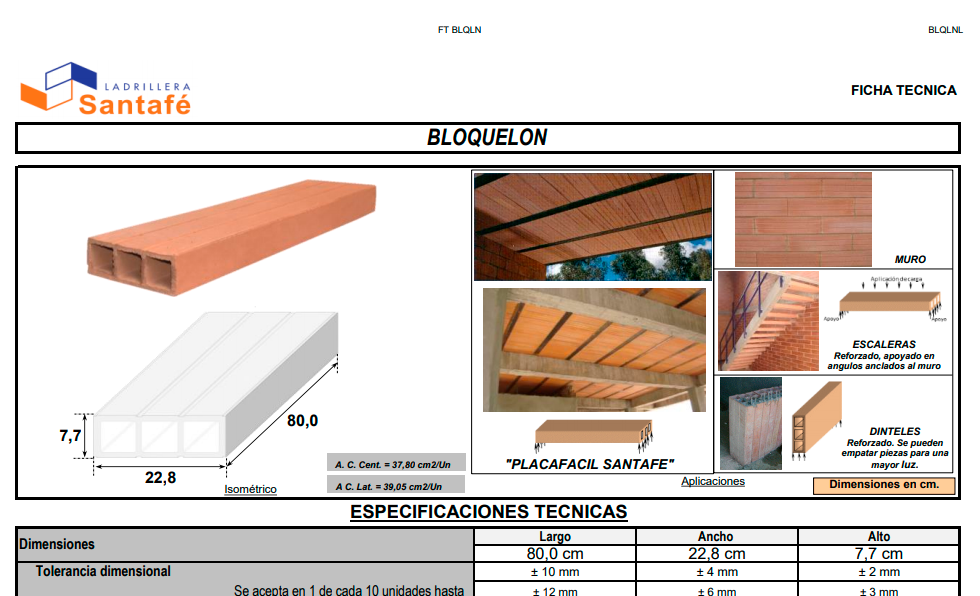 FT BLQLN
BLQLNL
LADRILLERA
Santafé
FICHA TECNICA
BLOQUELON
MURO
Aplicación de carga
Apoyo
Apoyo
ESCALERAS
Reforzado, apoyado en
angulos anclados al muro
7,7
80,0
22,8
Isométrico
A. C. Cent. = 37,80 cm2/Un
A C. Lat. = 39,05 cm2/Un
"PLACAFACIL SANTAFE"
Aplicaciones
DINTELES
Reforzado. Se pueden
empatar piezas para una
mayor luz.
Dimensiones en cm.
ESPECIFICACIONES TECNICAS
Dimensiones
Largo Ancho Alto
80,0 cm 22,8 cm 7,7 cm
Tolerancia dimensional ± 10 mm ± 4 mm ± 2 mm
Se acepta en 1 de cada 10 unidades hasta ± 12 mm ± 6 mm ± 3 mm